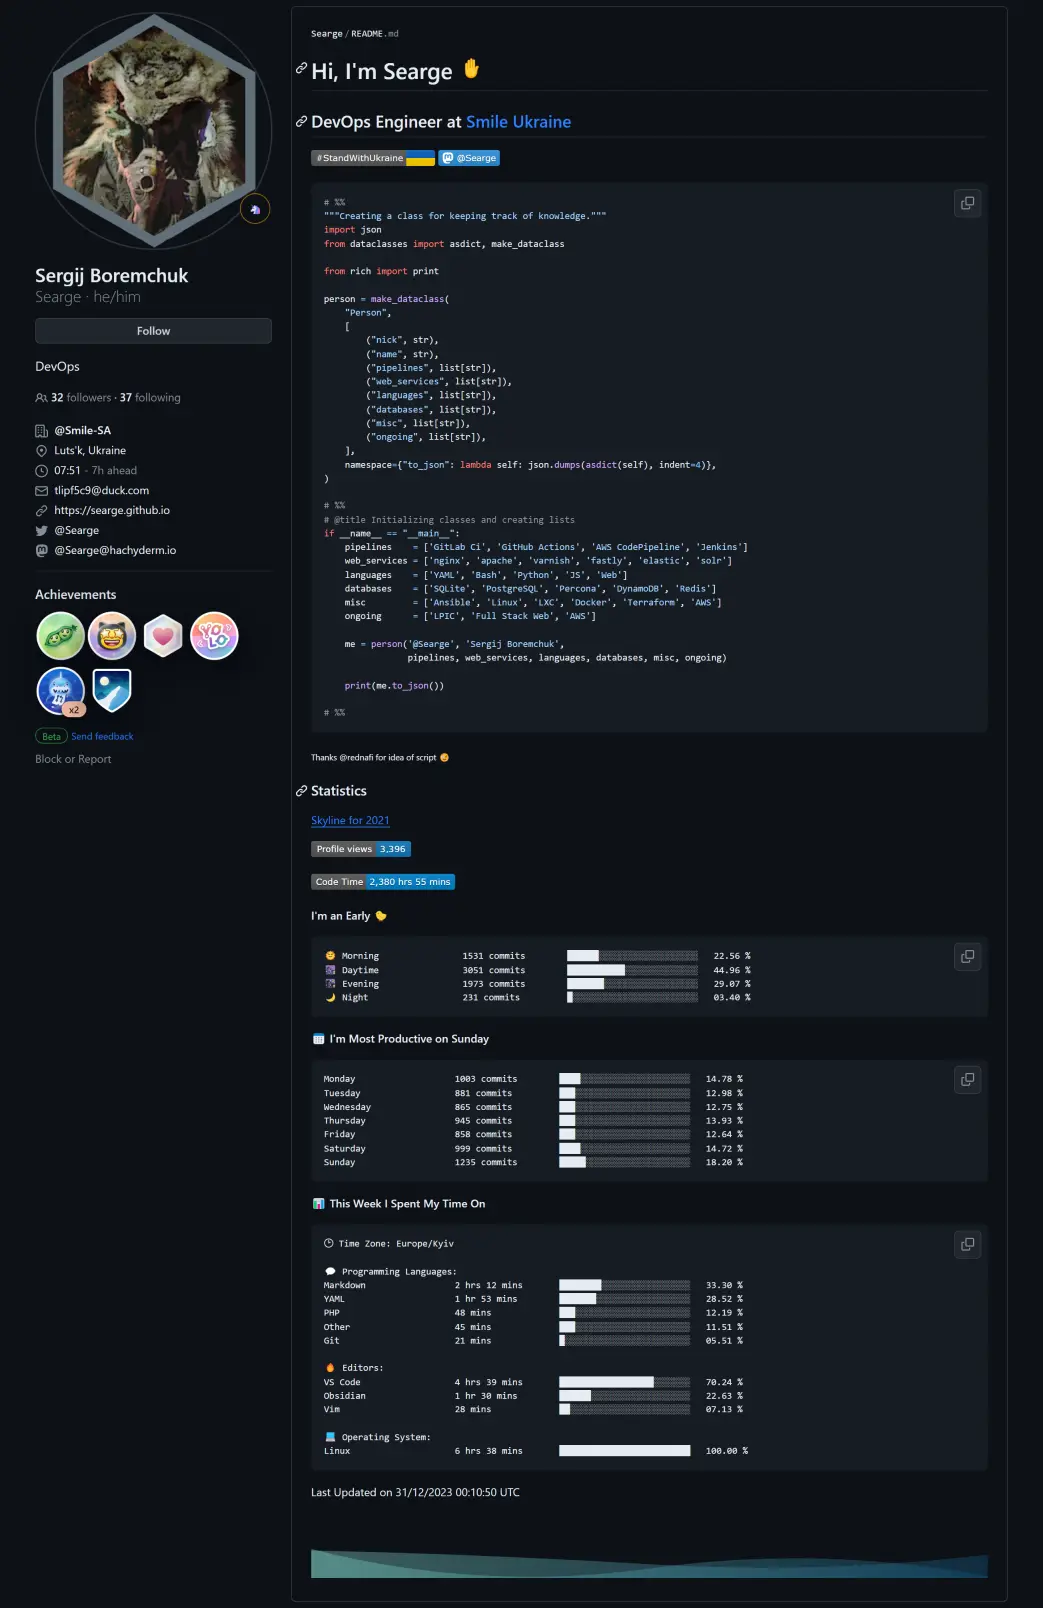 Sergij Boremchuk
Searge · he/him
Follow
DevOps
32 followers · 37 following
@Smile-SA
Luts'k, Ukraine
07:51 - 7h ahead
tlipf5c9@duck.com
https://searge.github.io
@Searge
@Searge@hachyderm.io
Achievements
YOLO
x2
Beta Send feedback
Block or Report
Searge / README.md
Hi, I'm Searge
DevOps Engineer at Smile Ukraine
#StandWithUkraine @Searge
# %%
"""Creating a class for keeping track of knowledge."""
import json
from dataclasses import asdict, make_dataclass
from rich import print
person = make_dataclass(
"Person",
[
("nick", str),
("name", str),
("pipelines", list[str]),
("web_services", list[str]),
("languages", list[str]),
("databases", list[str]),
("misc", list[str]),
("ongoing", list[str]),
],
namespace={"to_json": lambda self: json.dumps(asdict(self), indent=4)},
)
# %%
# @title Initializing classes and creating lists
if __name__ == "__main__":
pipelines = ['GitLab Ci', 'GitHub Actions', 'AWS CodePipeline', 'Jenkins']
web_services = ['nginx', 'apache', 'varnish', 'fastly', 'elastic', 'solr']
languages = ['YAML', 'Bash', 'Python', 'JS', 'Web']
databases = ['SQLite', 'PostgreSQL', 'Percona', 'DynamoDB', 'Redis']
misc = ['Ansible', 'Linux', 'LXC', 'Docker', 'Terraform', 'AWS']
ongoing = ['LPIC', 'Full Stack Web', 'AWS']
me = person('@Searge', 'Sergij Boremchuk',
pipelines, web_services, languages, databases, misc, ongoing)
print(me.to_json())
# %%
Thanks @rednafi for idea of script
Statistics
Skyline for 2021
Profile views 3,396
Code Time 2,380 hrs 55 mins
I'm an Early
Morning 1531 commits 22.56 %
Daytime 3051 commits 44.96 %
Evening 1973 commits 29.07 %
Night 231 commits 03.40 %
I'm Most Productive on Sunday
Monday 1003 commits 14.78 %
Tuesday 881 commits 12.98 %
Wednesday 865 commits 12.75 %
Thursday 945 commits 13.93 %
Friday 858 commits 12.64 %
Saturday 999 commits 14.72 %
Sunday 1235 commits 18.20 %
This Week I Spent My Time On
Time Zone: Europe/Kyiv
Programming Languages:
Markdown 2 hrs 12 mins 33.30 %
YAML 1 hr 53 mins 28.52 %
PHP 48 mins 12.19 %
Other 45 mins 11.51 %
Git 21 mins 05.51 %
Editors:
VS Code 4 hrs 39 mins 70.24 %
Obsidian 1 hr 30 mins 22.63 %
Vim 28 mins 07.13 %
Operating System:
Linux 6 hrs 38 mins 100.00 %
Last Updated on 31/12/2023 00:10:50 UTC